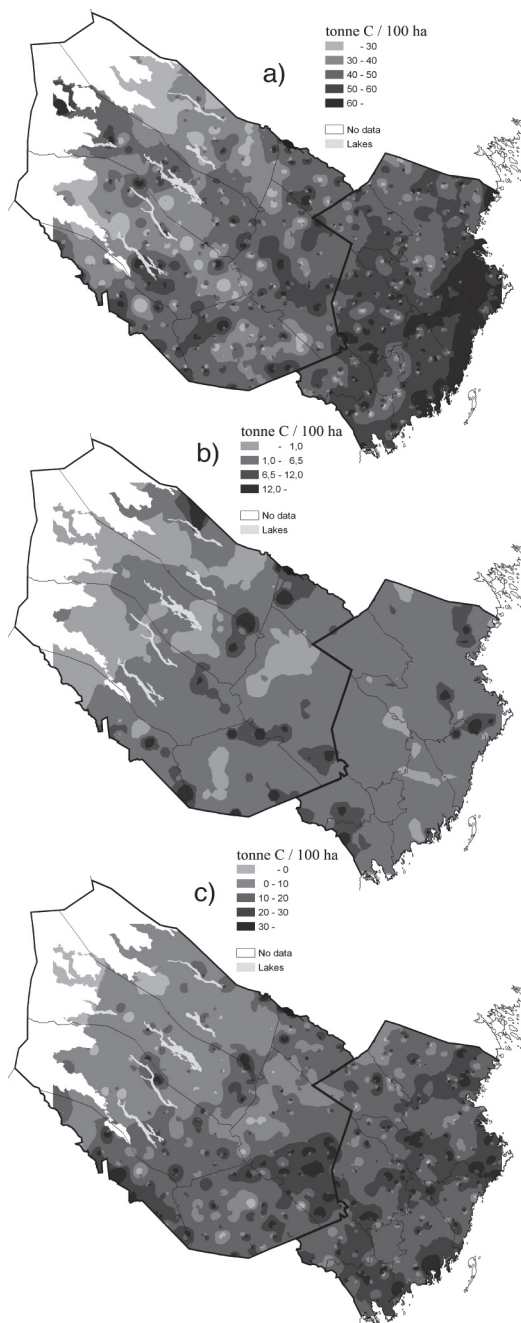 tonne C / 100 ha
a)
- 30
30 - 40
40 - 50
50 - 60
60 -
No data
Lakes
tonne C / 100 ha
b)
- 1,0
1,0 - 6,5
6,5 - 12,0
12,0 -
No data
Lakes
tonne C / 100 ha
c)
- 0
0 - 10
10 - 20
20 - 30
30 -
No data
Lakes